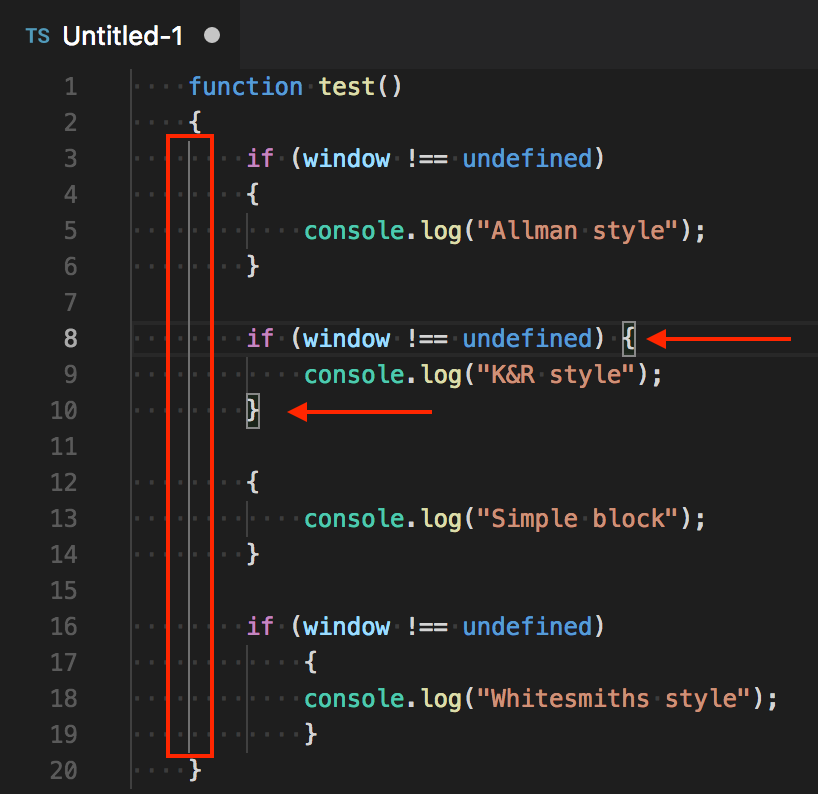 TS Untitled-1
1 function test()
2 {
3 if (window !== undefined)
4 {
5 console.log("Allman style");
6 }
7
8 if (window !== undefined) {
9 console.log("K&R style");
10 }
11
12 {
13 console.log("Simple block");
14 }
15
16 if (window !== undefined)
17 {
18 console.log("Whitesmiths style");
19 }
20 }